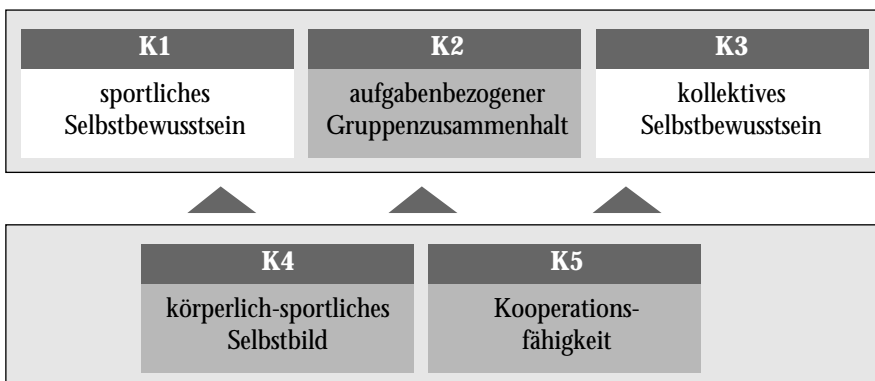 K1
sportliches
Selbstbewusstsein
K2
aufgabenbezogener
Gruppenzusammenhalt
K3
kollektives
Selbstbewusstsein
K4
körperlich-sportliches
Selbstbild
K5
Kooperations-
fähigkeit